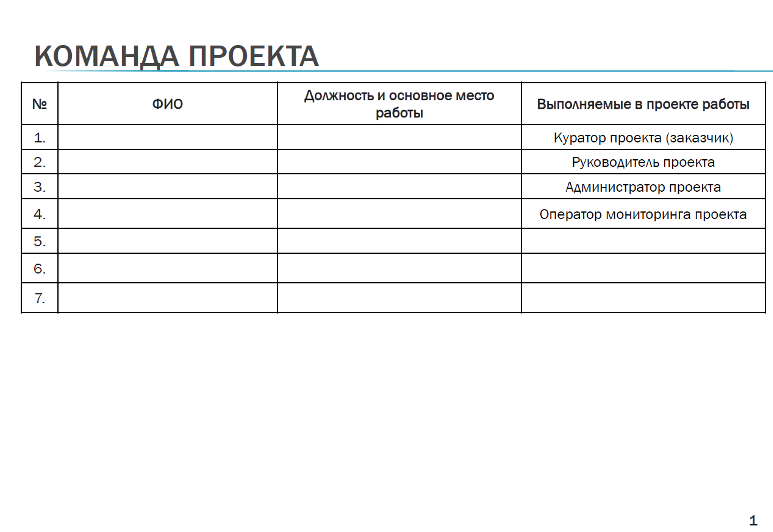 КОМАНДА ПРОЕКТА
№ ФИО Должность и основное место работы Выполняемые в проекте работы
1. Куратор проекта (заказчик)
2. Руководитель проекта
3. Администратор проекта
4. Оператор мониторинга проекта
5.
6.
7.
1